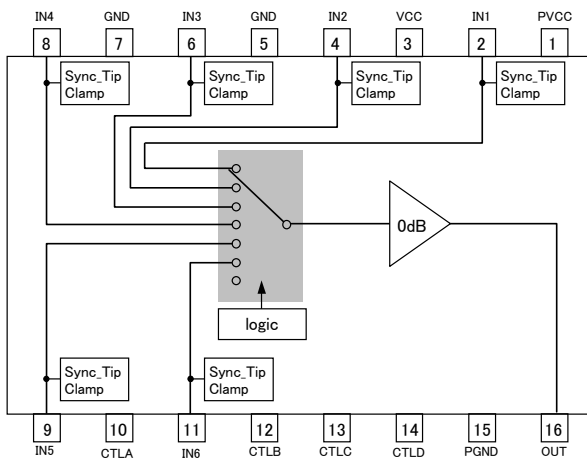 IN4 GND IN3 GND IN2 VCC IN1 PVCC
8 7 6 5 4 3 2 1
Sync_Tip
Clamp
Sync_Tip
Clamp
Sync_Tip
Clamp
Sync_Tip
Clamp
0dB
logic
Sync_Tip
Clamp
Sync_Tip
Clamp
9 10 11 12 13 14 15 16
IN5 CTLA IN6 CTLB CTLC CTLD PGND OUT